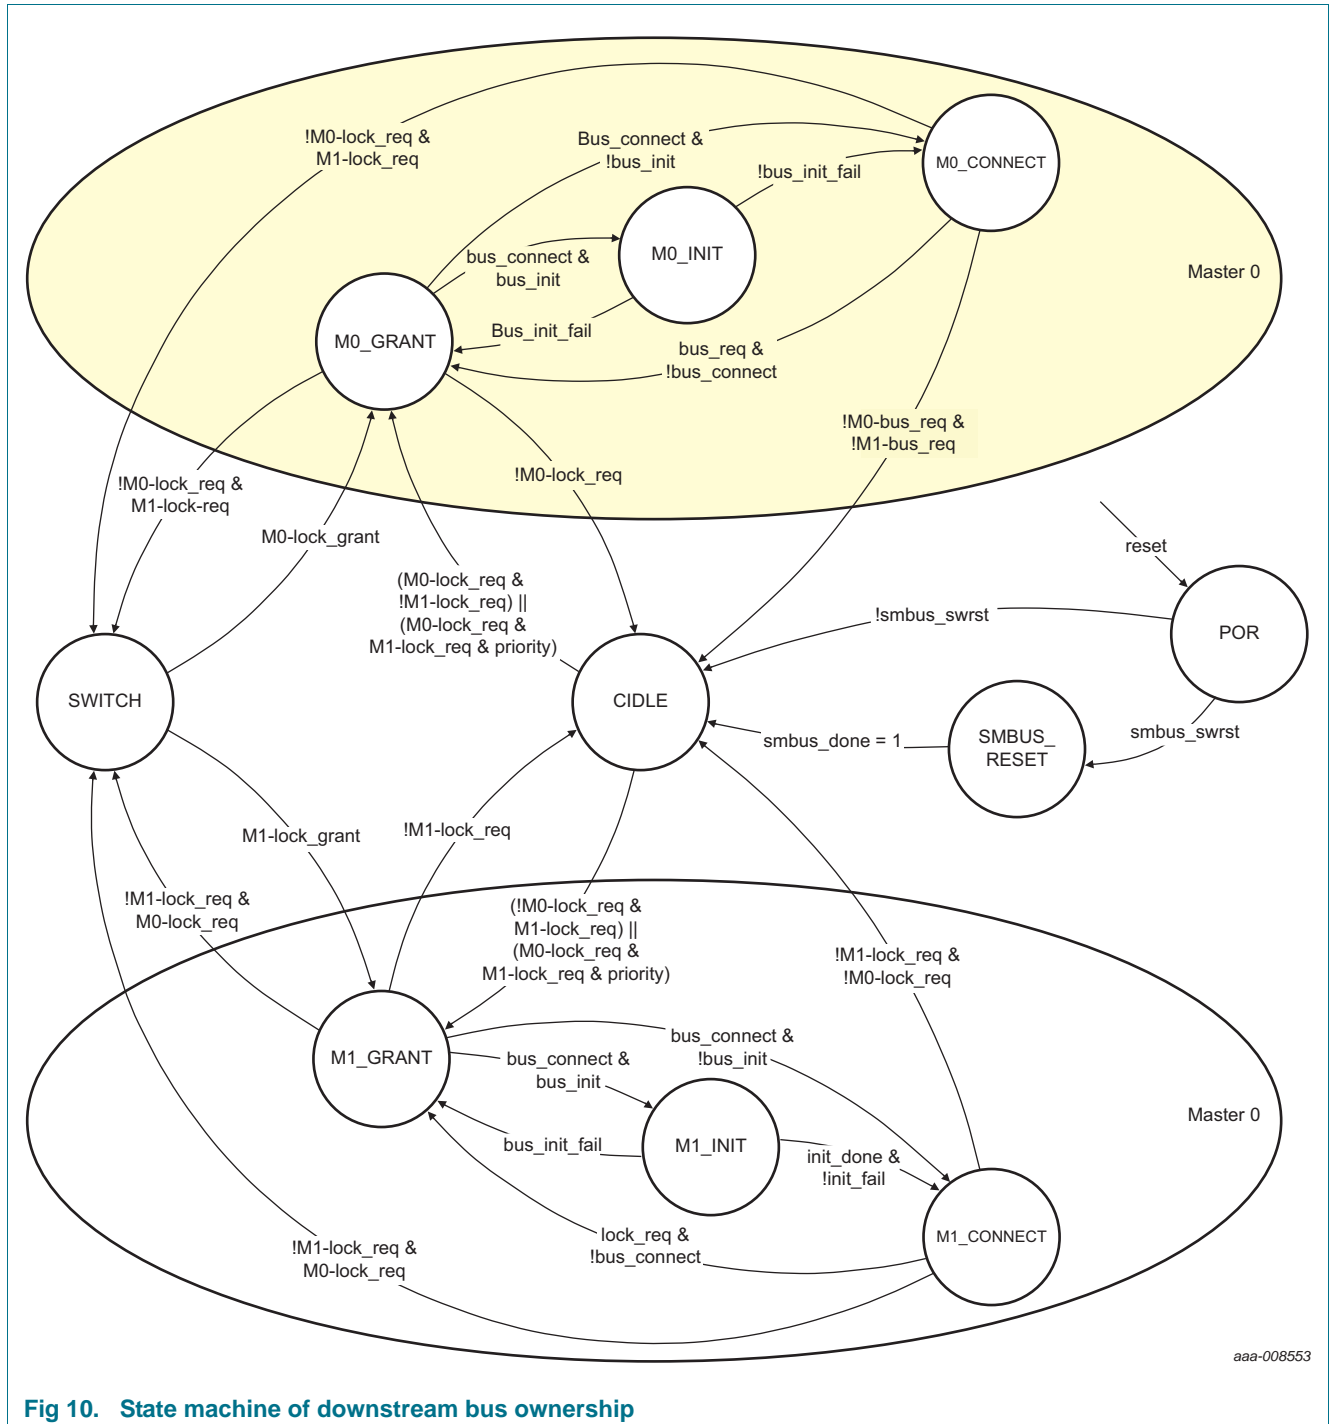 !M0-lock_req &
M1-lock_req
Bus_connect &
!bus_init
!bus_init_fail
M0_CONNECT
M0_INIT
bus_connect &
bus_init
Master 0
M0_GRANT
Bus_init_fail
bus_req &
!bus_connect
!M0-bus_req &
!M1-bus_req
!M0-lock_req
!M0-lock_req &
M1-lock-req
M0-lock_grant
reset
(M0-lock_req &
!M1-lock_req) ||
(M0-lock_req &
M1-lock_req & priority)
!smbus_swrst
POR
SWITCH
CIDLE
smbus_done = 1
SMBUS_
RESET
smbus_swrst
M1-lock_grant
!M1-lock_req
!M1-lock_req &
M0-lock_req
(!M0-lock_req &
M1-lock_req) ||
(M0-lock_req &
M1-lock_req & priority)
!M1-lock_req &
!M0-lock_req
M1_GRANT
bus_connect &
!bus_init
bus_connect &
bus_init
Master 0
bus_init_fail
M1_INIT
init_done &
!init_fail
lock_req &
!bus_connect
M1_CONNECT
!M1-lock_req &
M0-lock_req
aaa-008553
Fig 10. State machine of downstream bus ownership